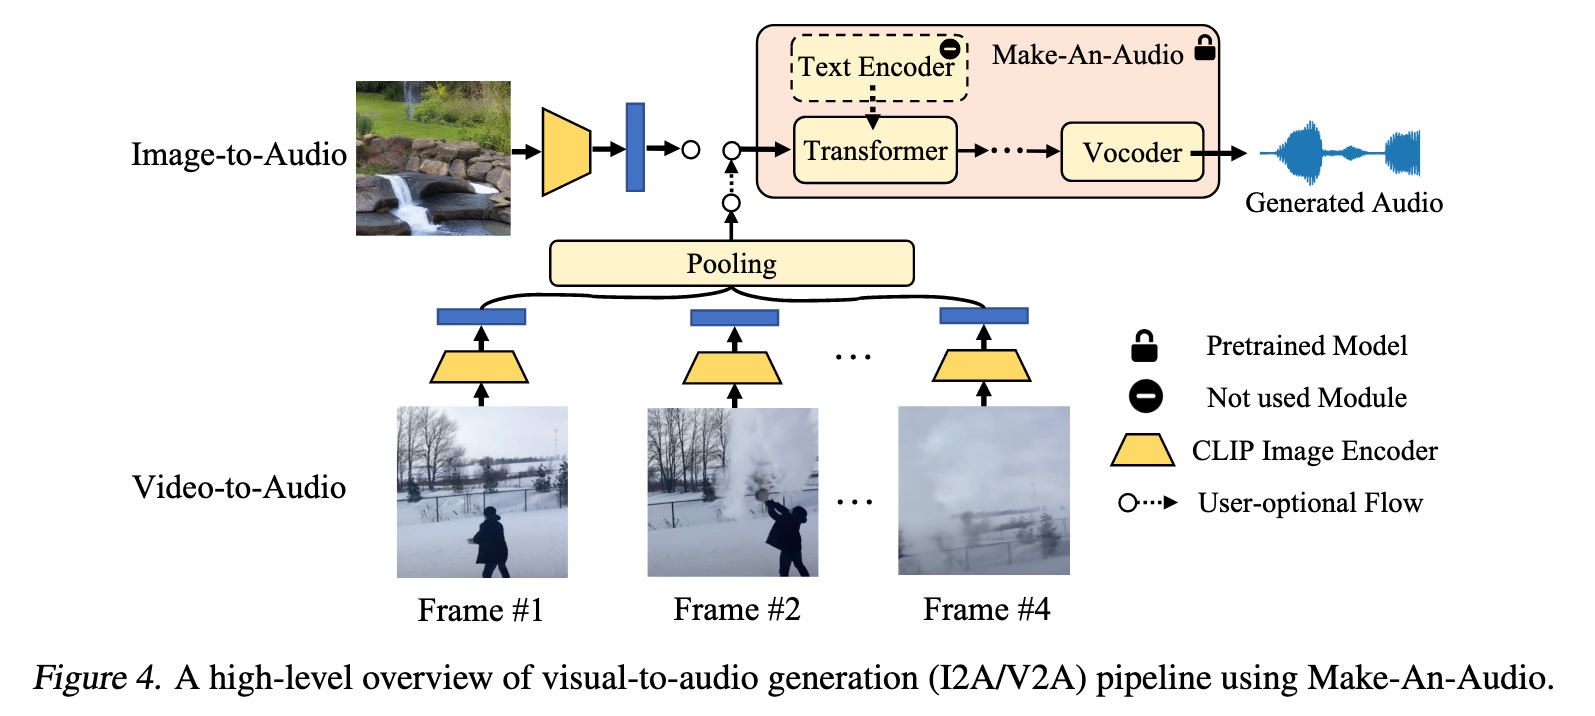 Text Encoder
Make-An-Audio
Image-to-Audio
Transformer
...
Vocoder
Generated Audio
Pooling
...
Pretrained Model
Not used Module
CLIP Image Encoder
Video-to-Audio
...
User-optional Flow
Frame #1
Frame #2
Frame #4
Figure 4. A high-level overview of visual-to-audio generation (I2A/V2A) pipeline using Make-An-Audio.